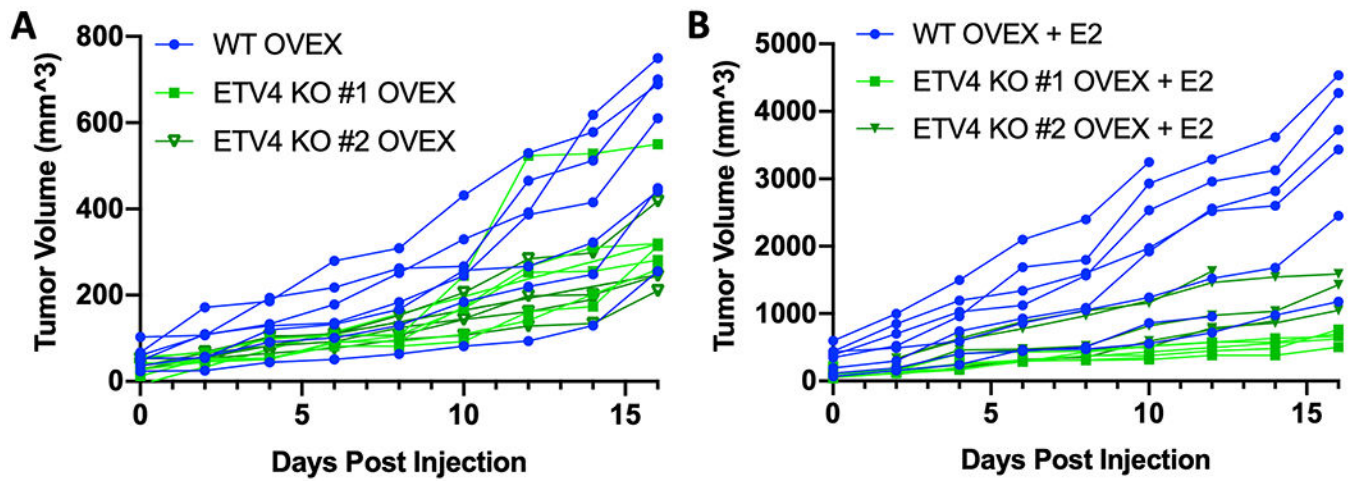 A
Tumor Volume (mm^3)
800
600
400
200
0
WT OVEX
ETV4 KO #1 OVEX
ETV4 KO #2 OVEX
0
5
10
15
Days Post Injection
B
Tumor Volume (mm^3)
5000
4000
3000
2000
1000
0
WT OVEX + E2
ETV4 KO #1 OVEX + E2
ETV4 KO #2 OVEX + E2
0
5
10
15
Days Post Injection